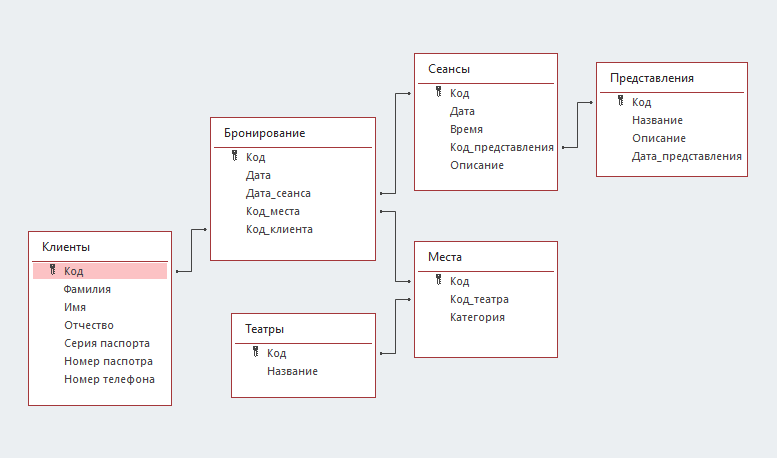 Сеансы
Код
Дата
Время
Код_представления
Описание
Представления
Код
Название
Описание
Дата_представления
Бронирование
Код
Дата
Дата_сеанса
Код_места
Код_клиента
Клиенты
Код
Фамилия
Имя
Отчество
Серия паспорта
Номер паспотра
Номер телефона
Места
Код
Код_театра
Категория
Театры
Код
Название